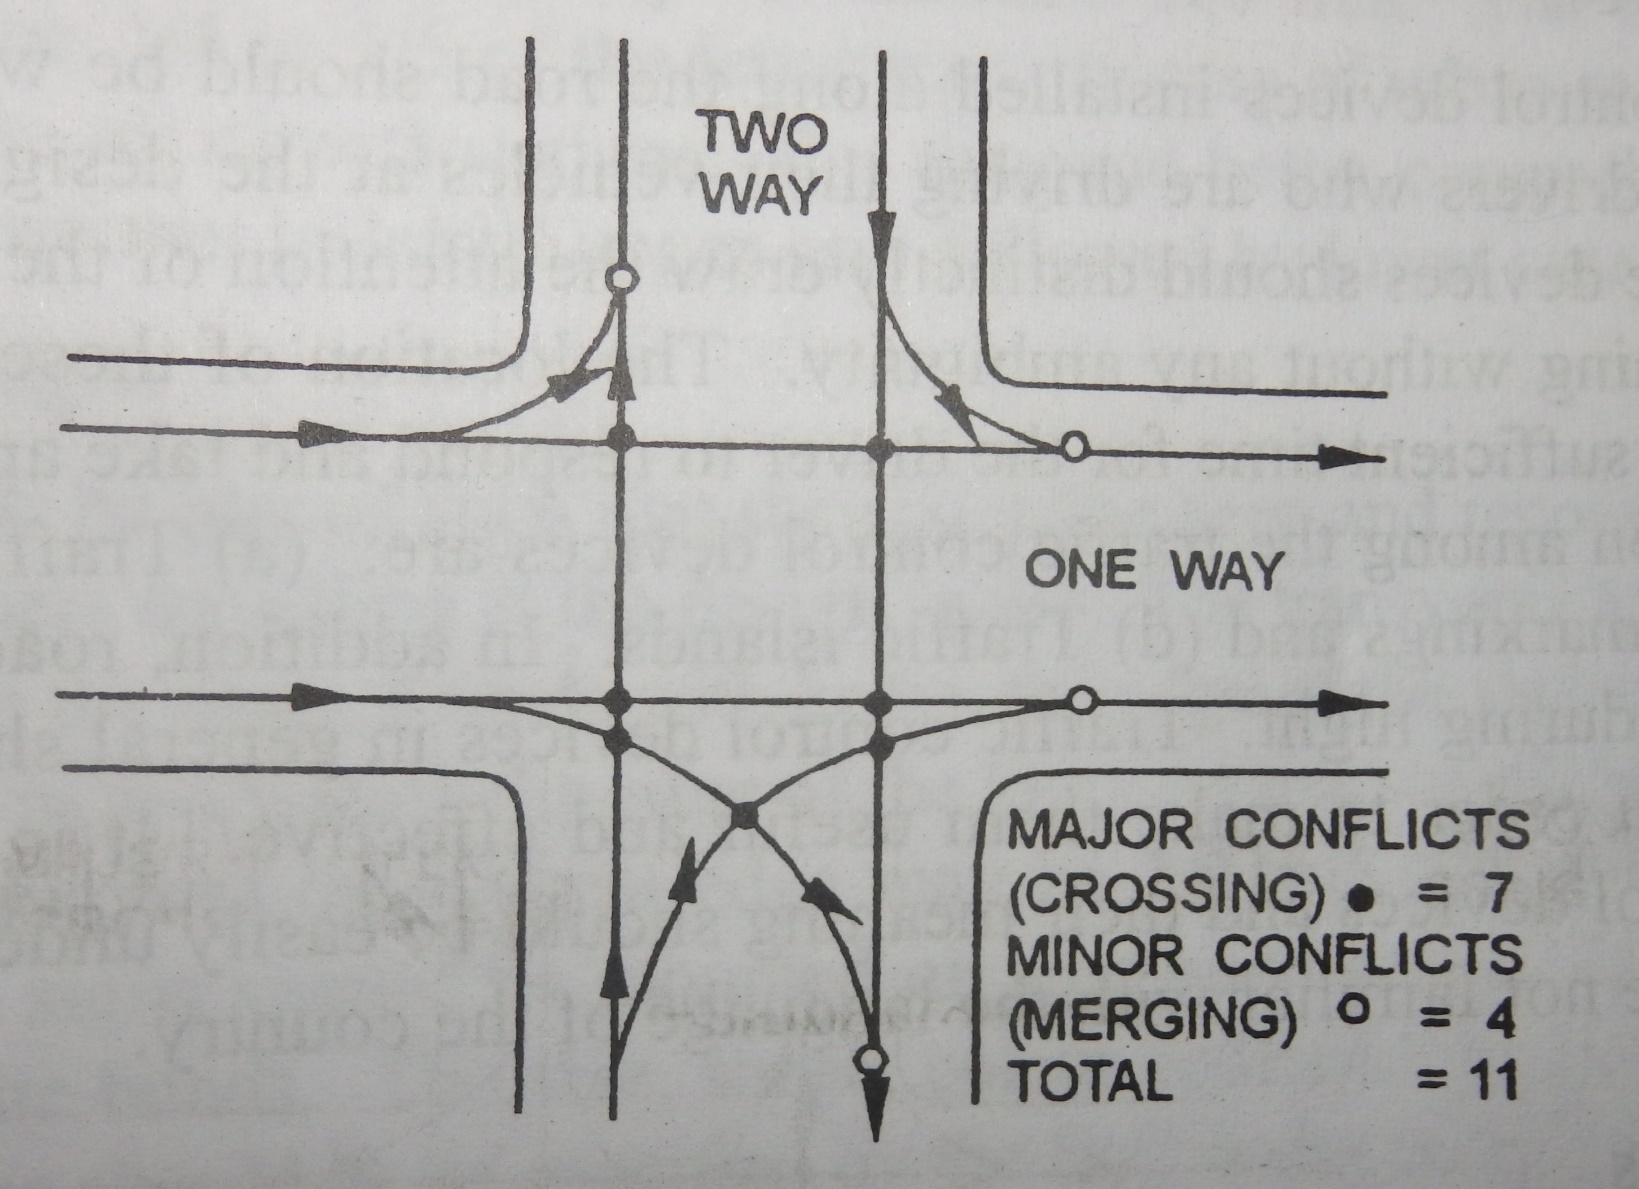 TWO
WAY
ONE WAY
MAJOR CONFLICTS
(CROSSING) ● = 7
MINOR CONFLICTS
(MERGING) ○ = 4
TOTAL = 11